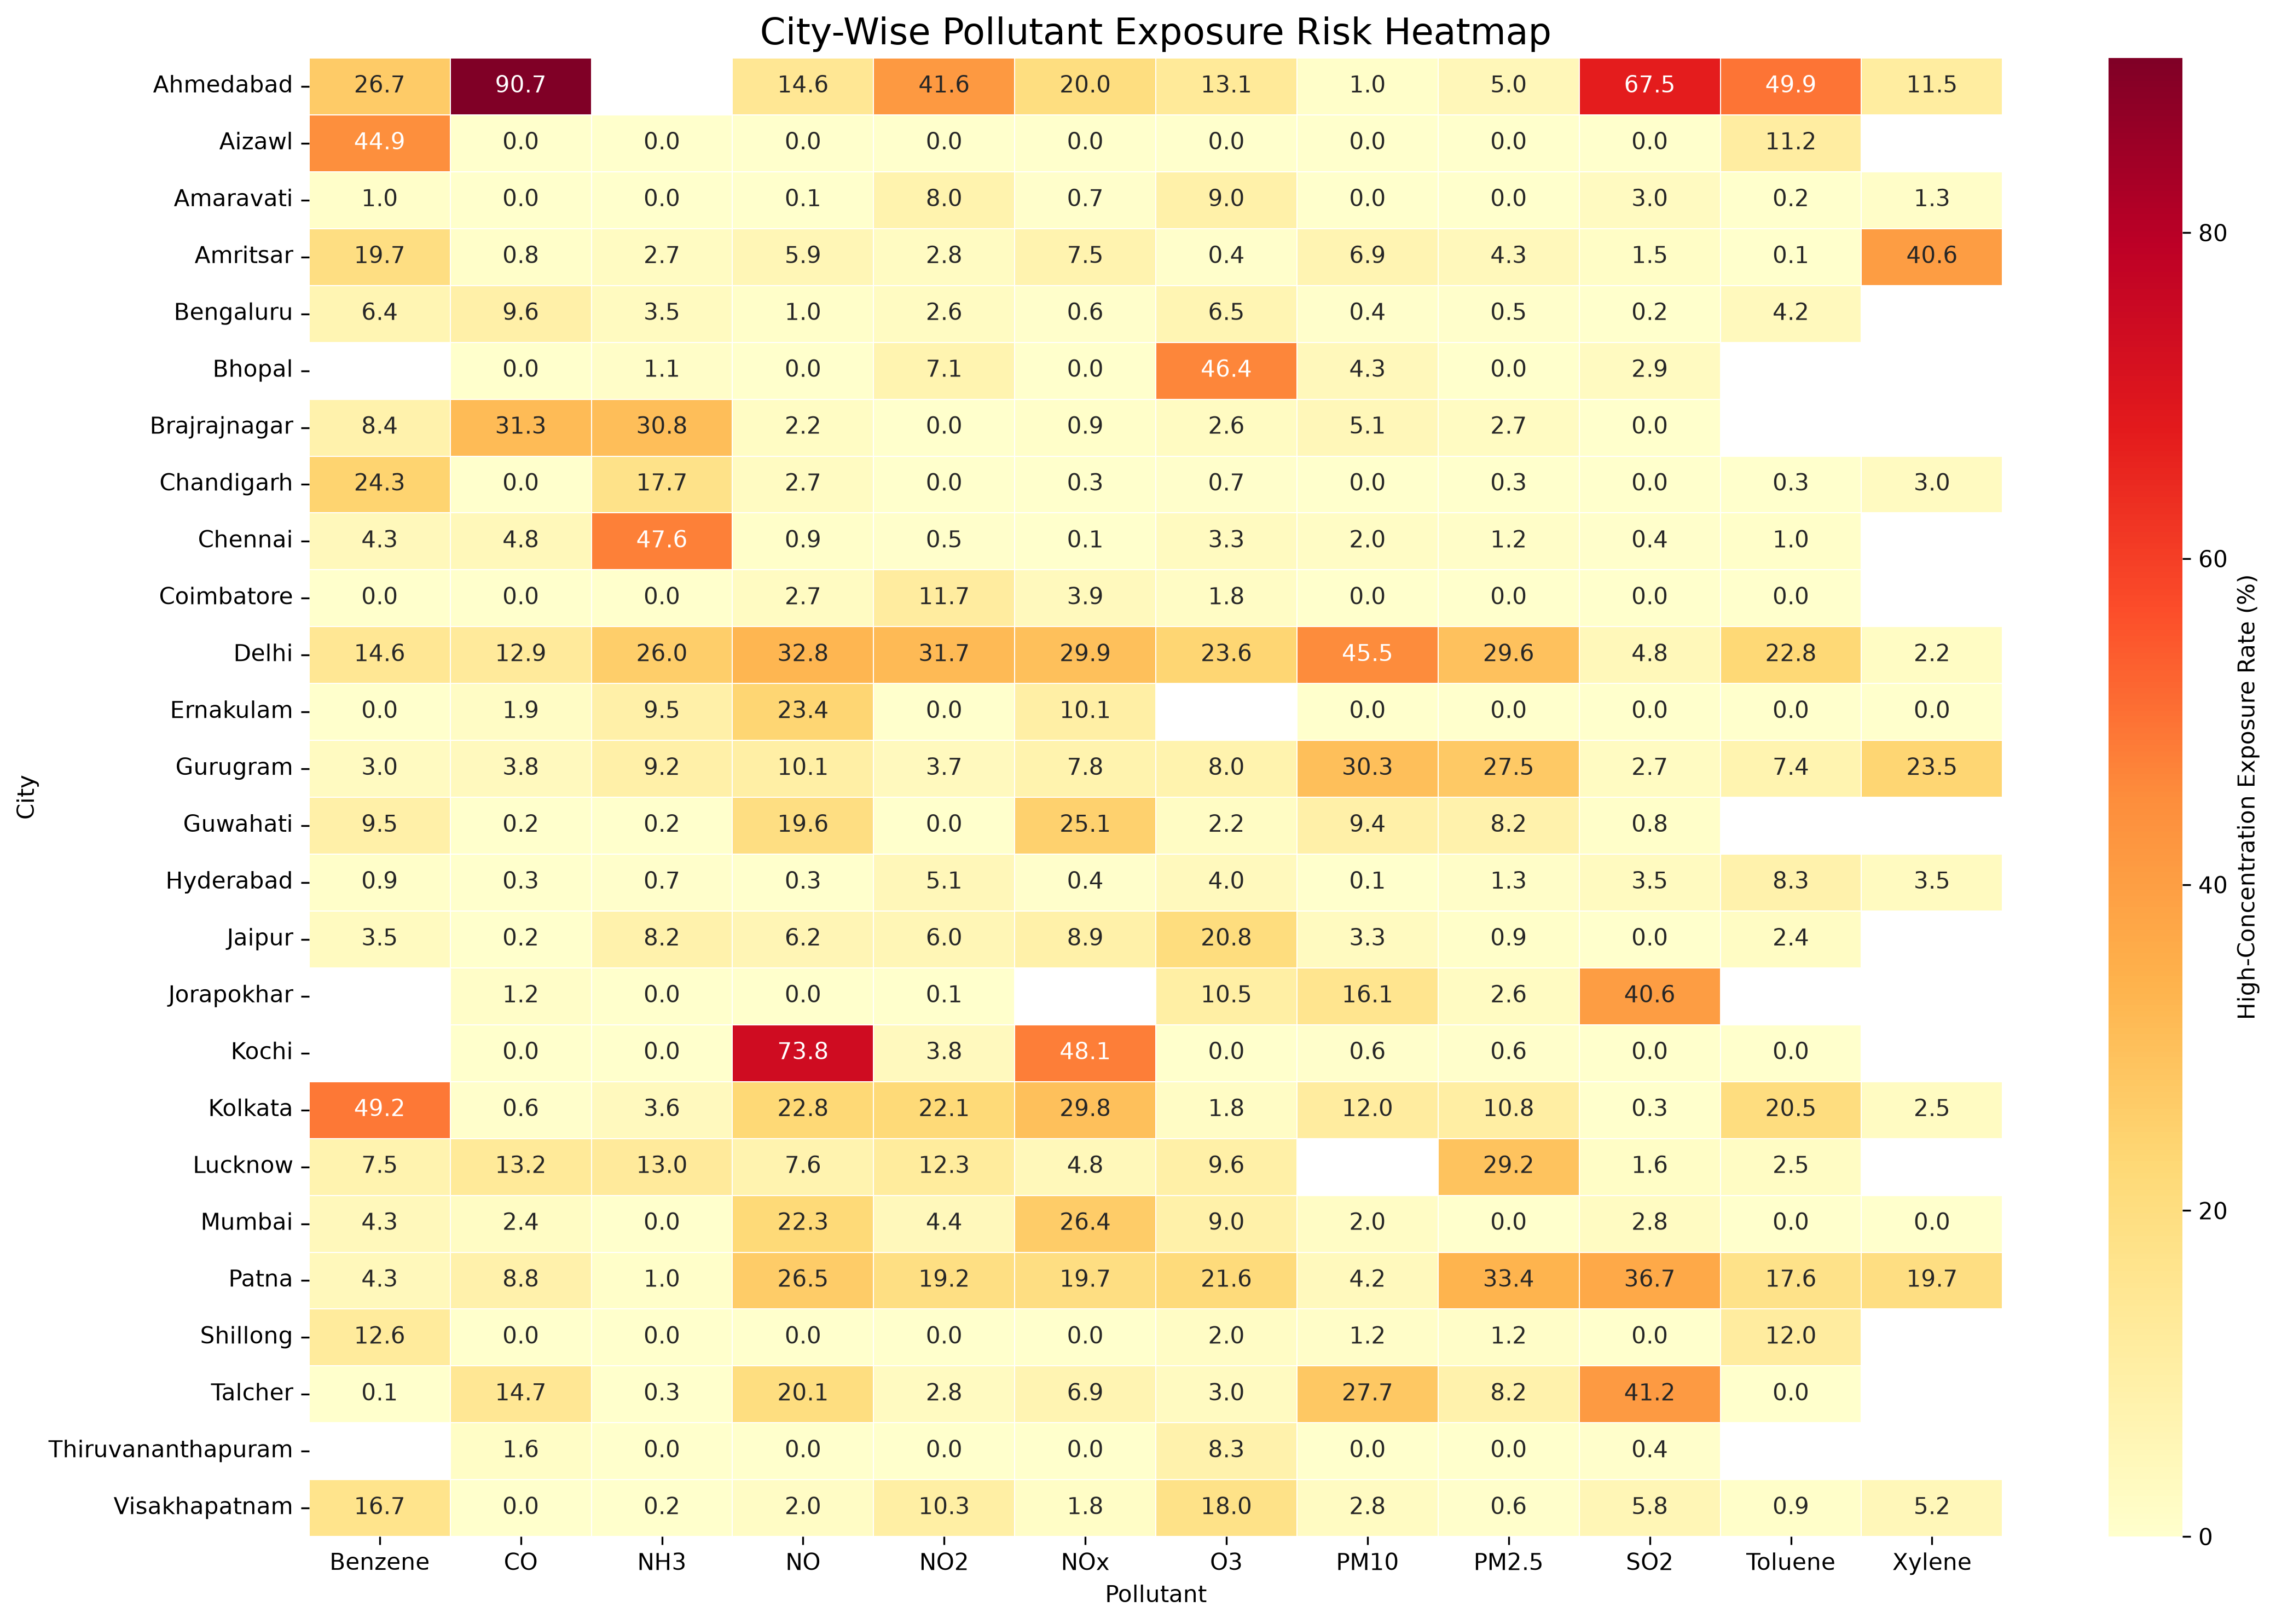 City-Wise Pollutant Exposure Risk Heatmap
Ahmedabad 26.7 90.7 14.6 41.6 20.0 13.1 1.0 5.0 67.5 49.9 11.5
Aizawl 44.9 0.0 0.0 0.0 0.0 0.0 0.0 0.0 0.0 0.0 11.2
Amaravati 1.0 0.0 0.0 0.1 8.0 0.7 9.0 0.0 0.0 3.0 0.2 1.3
80
Amritsar 19.7 0.8 2.7 5.9 2.8 7.5 0.4 6.9 4.3 1.5 0.1 40.6
Bengaluru 6.4 9.6 3.5 1.0 2.6 0.6 6.5 0.4 0.5 0.2 4.2
Bhopal 0.0 1.1 0.0 7.1 0.0 46.4 4.3 0.0 2.9
Brajrajnagar 8.4 31.3 30.8 2.2 0.0 0.9 2.6 5.1 2.7 0.0
Chandigarh 24.3 0.0 17.7 2.7 0.0 0.3 0.7 0.0 0.3 0.0 0.3 3.0
Chennai 4.3 4.8 47.6 0.9 0.5 0.1 3.3 2.0 1.2 0.4 1.0
60
Coimbatore 0.0 0.0 0.0 2.7 11.7 3.9 1.8 0.0 0.0 0.0 0.0
Delhi 14.6 12.9 26.0 32.8 31.7 29.9 23.6 45.5 29.6 4.8 22.8 2.2
Ernakulam 0.0 1.9 9.5 23.4 0.0 10.1 0.0 0.0 0.0 0.0 0.0
Gurugram 3.0 3.8 9.2 10.1 3.7 7.8 8.0 30.3 27.5 2.7 7.4 23.5
City
High-Concentration Exposure Rate (%)
Guwahati 9.5 0.2 0.2 19.6 0.0 25.1 2.2 9.4 8.2 0.8
Hyderabad 0.9 0.3 0.7 0.3 5.1 0.4 4.0 0.1 1.3 3.5 8.3 3.5
40
Jaipur 3.5 0.2 8.2 6.2 6.0 8.9 20.8 3.3 0.9 0.0 2.4
Jorapokhar 1.2 0.0 0.0 0.1 10.5 16.1 2.6 40.6
Kochi 0.0 0.0 73.8 3.8 48.1 0.0 0.6 0.6 0.0 0.0
Kolkata 49.2 0.6 3.6 22.8 22.1 29.8 1.8 12.0 10.8 0.3 20.5 2.5
Lucknow 7.5 13.2 13.0 7.6 12.3 4.8 9.6 29.2 1.6 2.5
Mumbai 4.3 2.4 0.0 22.3 4.4 26.4 9.0 2.0 0.0 2.8 0.0 0.0
20
Patna 4.3 8.8 1.0 26.5 19.2 19.7 21.6 4.2 33.4 36.7 17.6 19.7
Shillong 12.6 0.0 0.0 0.0 0.0 0.0 2.0 1.2 1.2 0.0 12.0
Talcher 0.1 14.7 0.3 20.1 2.8 6.9 3.0 27.7 8.2 41.2 0.0
Thiruvananthapuram 1.6 0.0 0.0 0.0 0.0 8.3 0.0 0.0 0.4
Visakhapatnam 16.7 0.0 0.2 2.0 10.3 1.8 18.0 2.8 0.6 5.8 0.9 5.2
0
Benzene CO NH3 NO NO2 NOx O3 PM10 PM2.5 SO2 Toluene Xylene
Pollutant